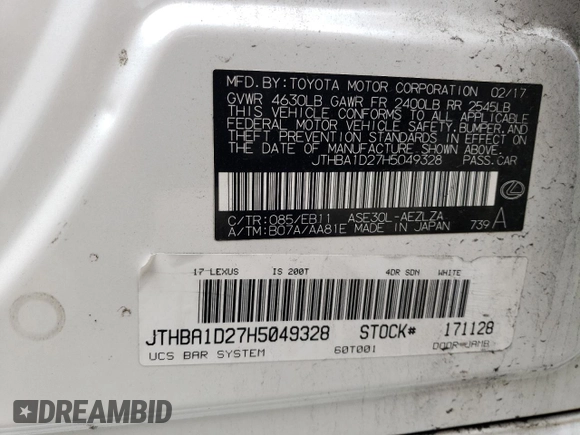 MFD. BY: TOYOTA MOTOR CORPORATION 02/17
GVWR 4630LB GAWR FR 2400LB RR 2545LB
THIS VEHICLE CONFORMS TO ALL APPLICABLE
FEDERAL MOTOR VEHICLE SAFETY, BUMPER, AND
THEFT PREVENTION STANDARDS IN EFFECT ON
THE DATE OF MANUFACTURE SHOWN ABOVE.
JTHBA1D27H5049328 PASS.CAR
C/TR: 085/EB11 ASE30L-AEZLZA
A/TM: B07A/AA81E MADE IN JAPAN 739 A
17 LEXUS IS 200T 4DR SDN WHITE
JTHBA1D27H5049328 STOCK# 171128
UCS BAR SYSTEM 60T001 DOOR-JAMB
DREAMBID